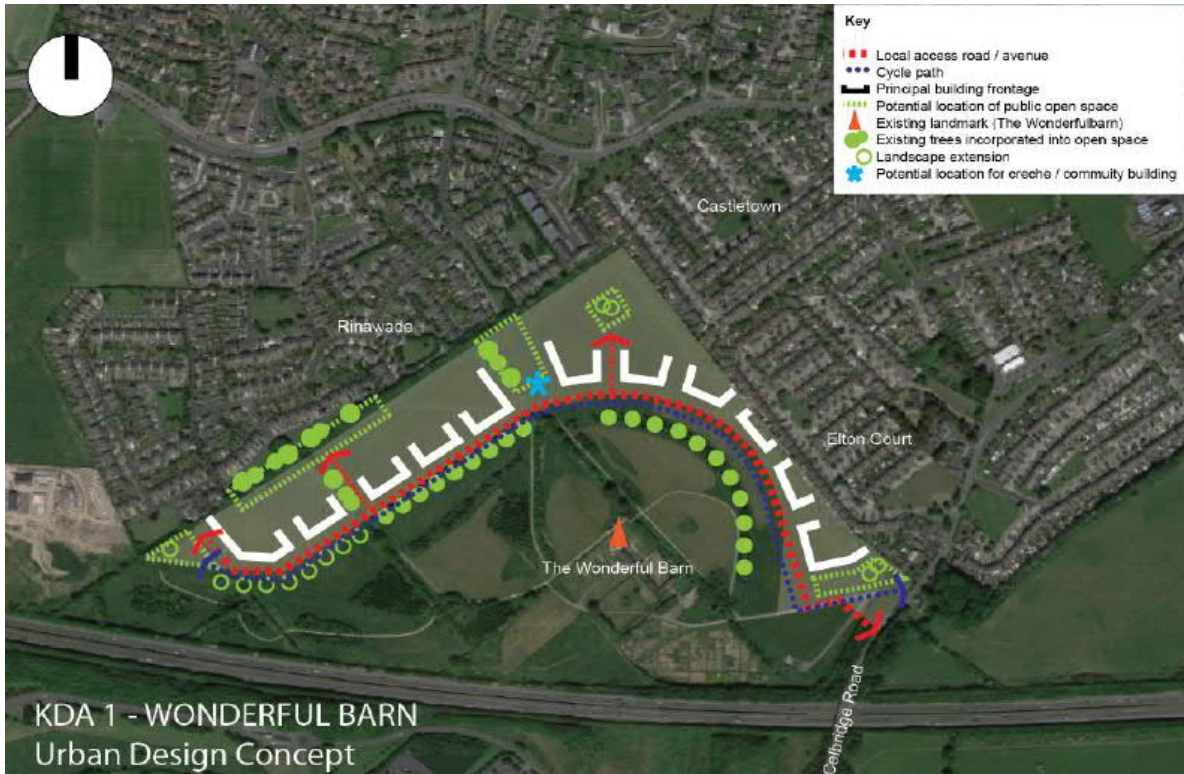 Key
Local access road / avenue
Cycle path
Principal building frontage
Potential location of public open space
Existing landmark (The Wonderfulbarn)
Existing trees incorporated into open space
Landscape extension
Potential location for creche / commuity building
Castletown
Rinawade
Elton Court
The Wonderful Barn
Celbridge Road
KDA 1 - WONDERFUL BARN
Urban Design Concept